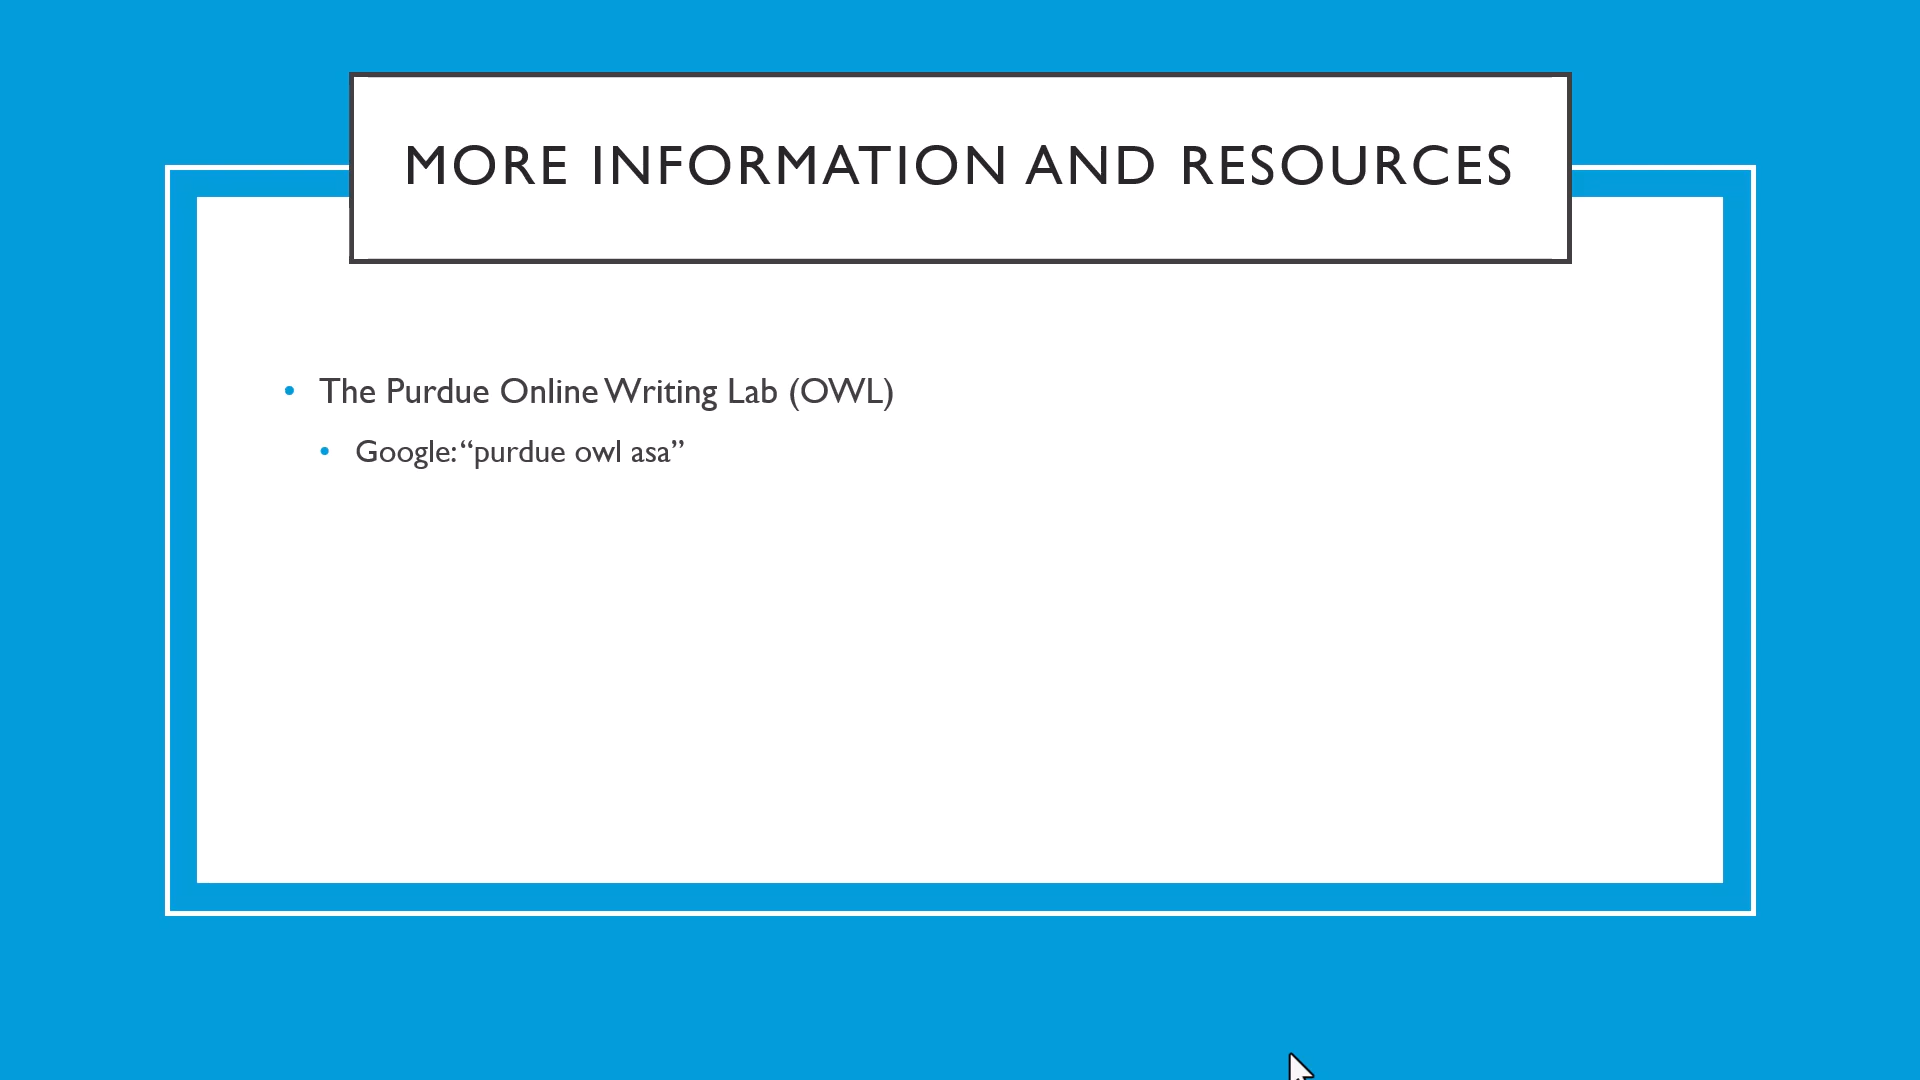 MORE INFORMATION AND RESOURCES
• The Purdue Online Writing Lab (OWL)
• Google: “purdue owl asa”